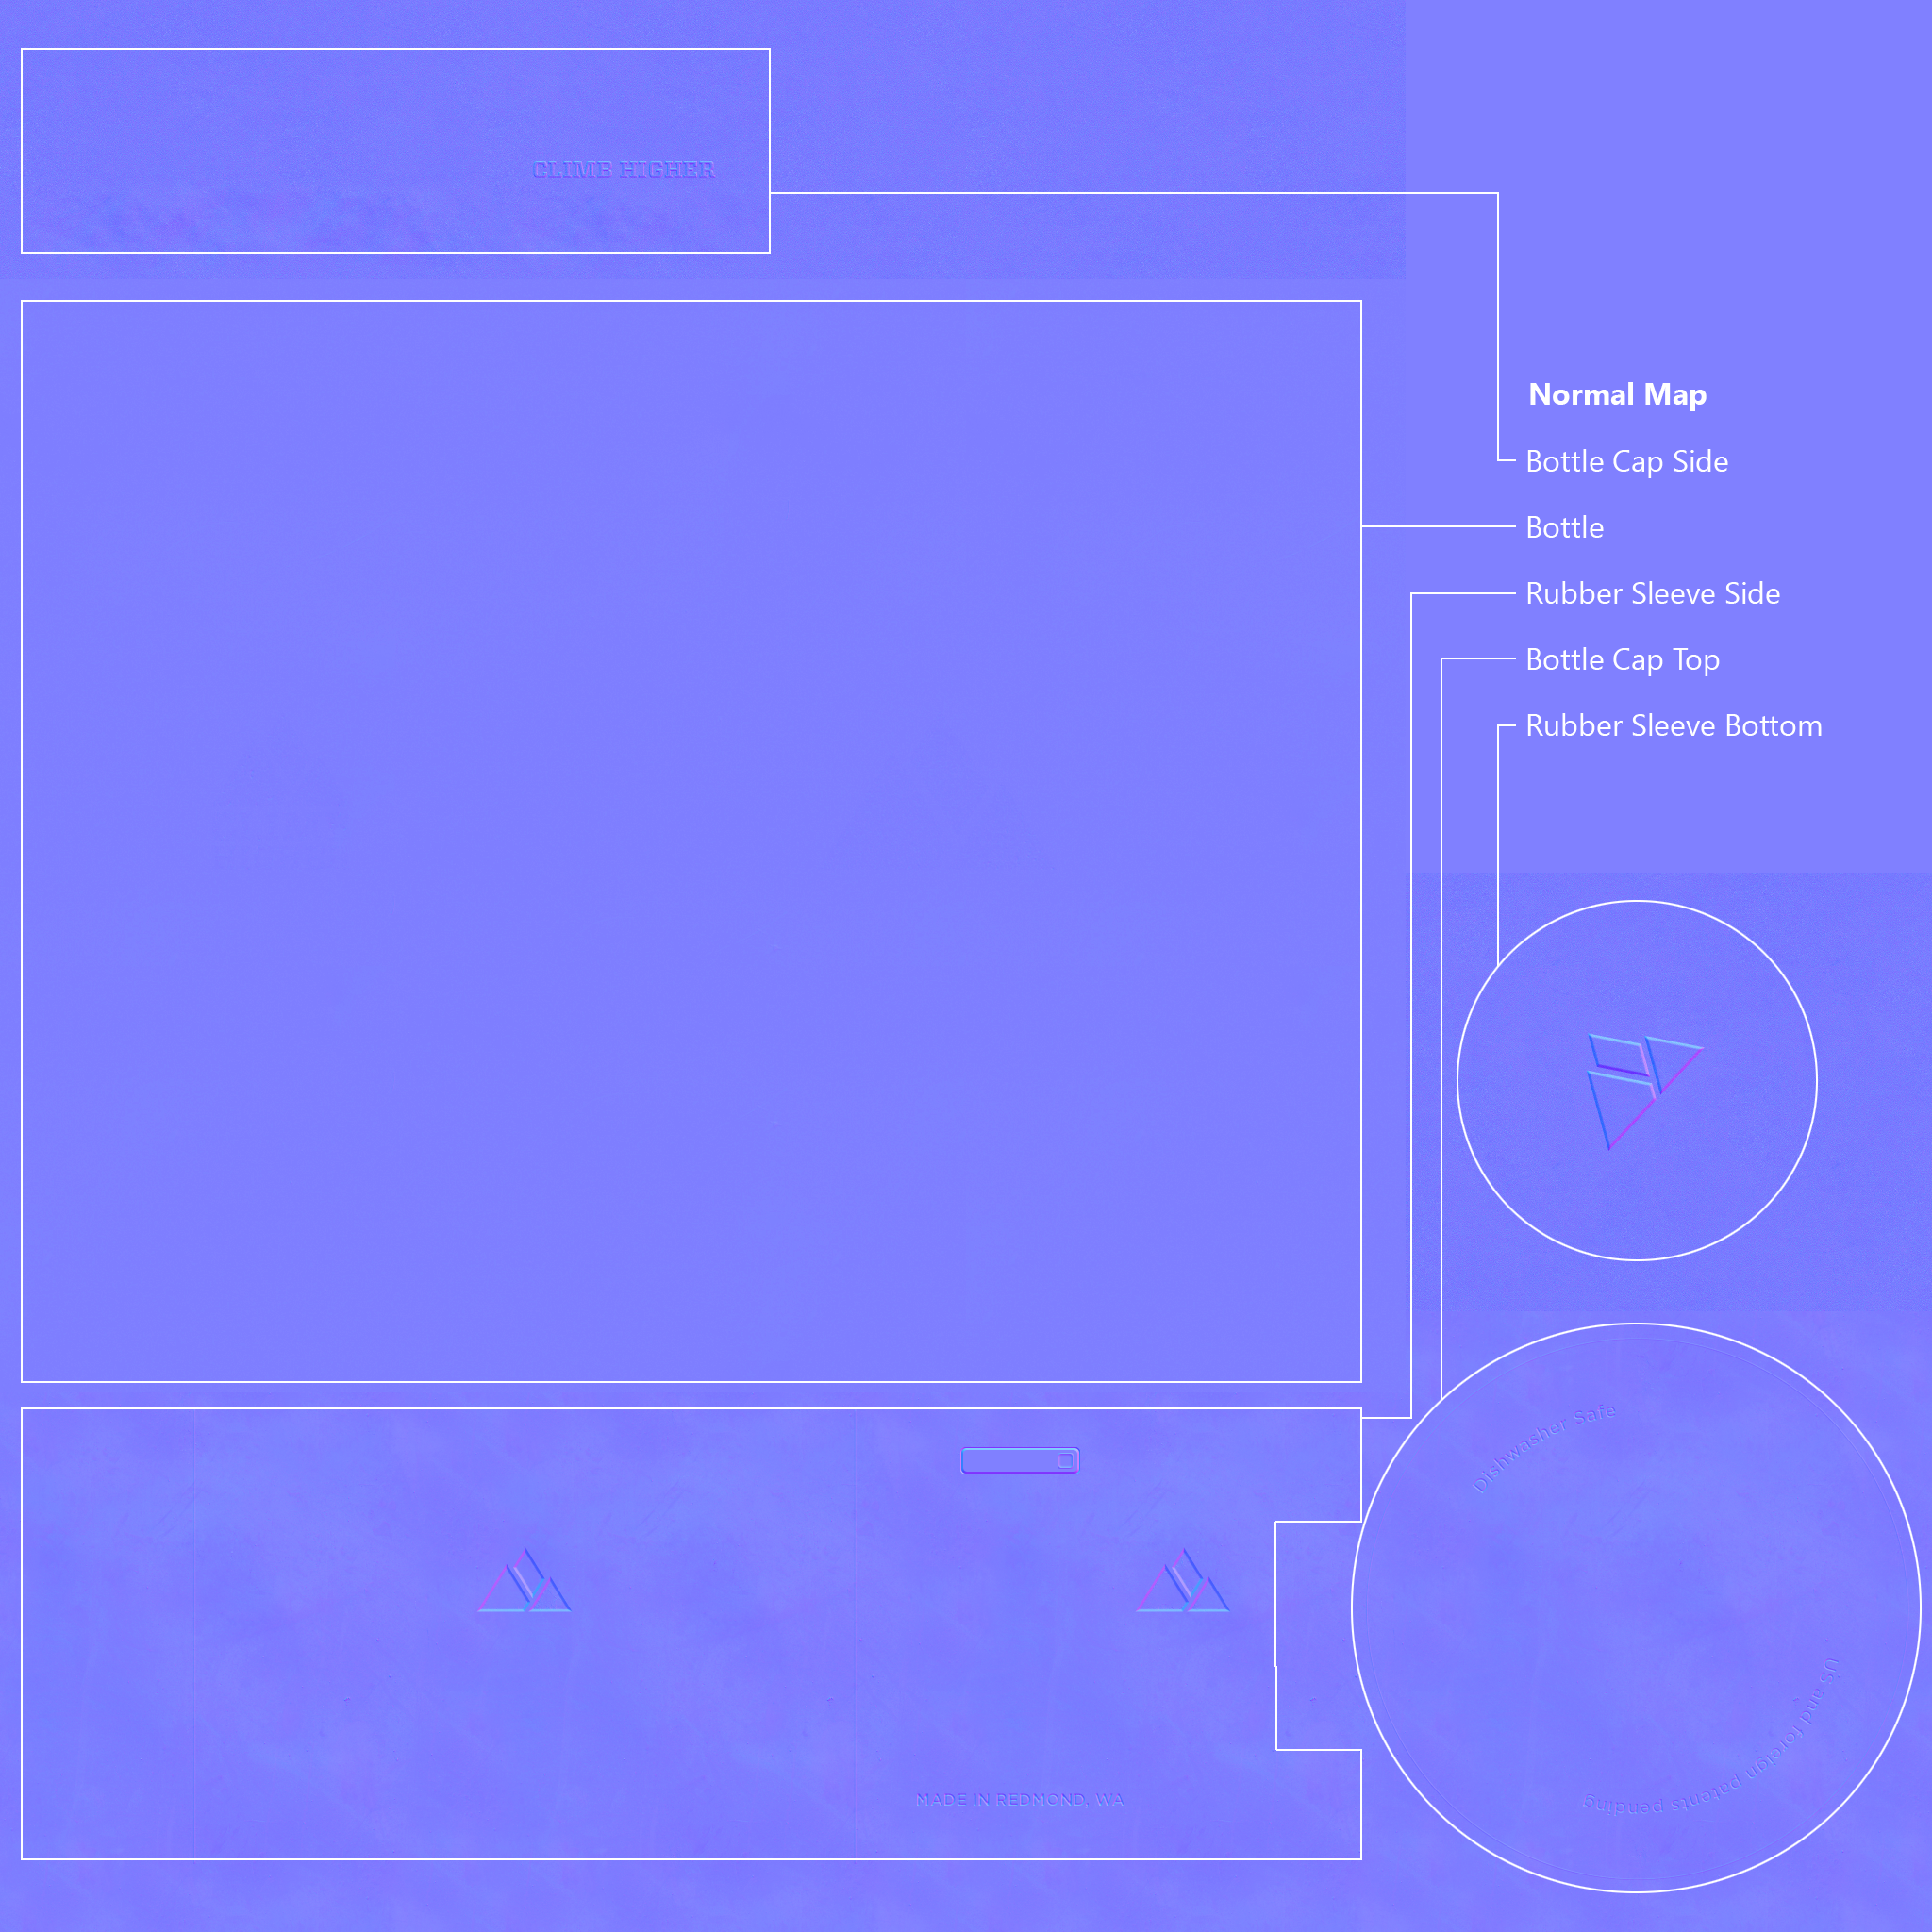 CLIMB HIGHER
Normal Map
Bottle Cap Side
Bottle
Rubber Sleeve Side
Bottle Cap Top
Rubber Sleeve Bottom
Dishwasher Safe
US and foreign patents pending
MADE IN REDMOND, WA